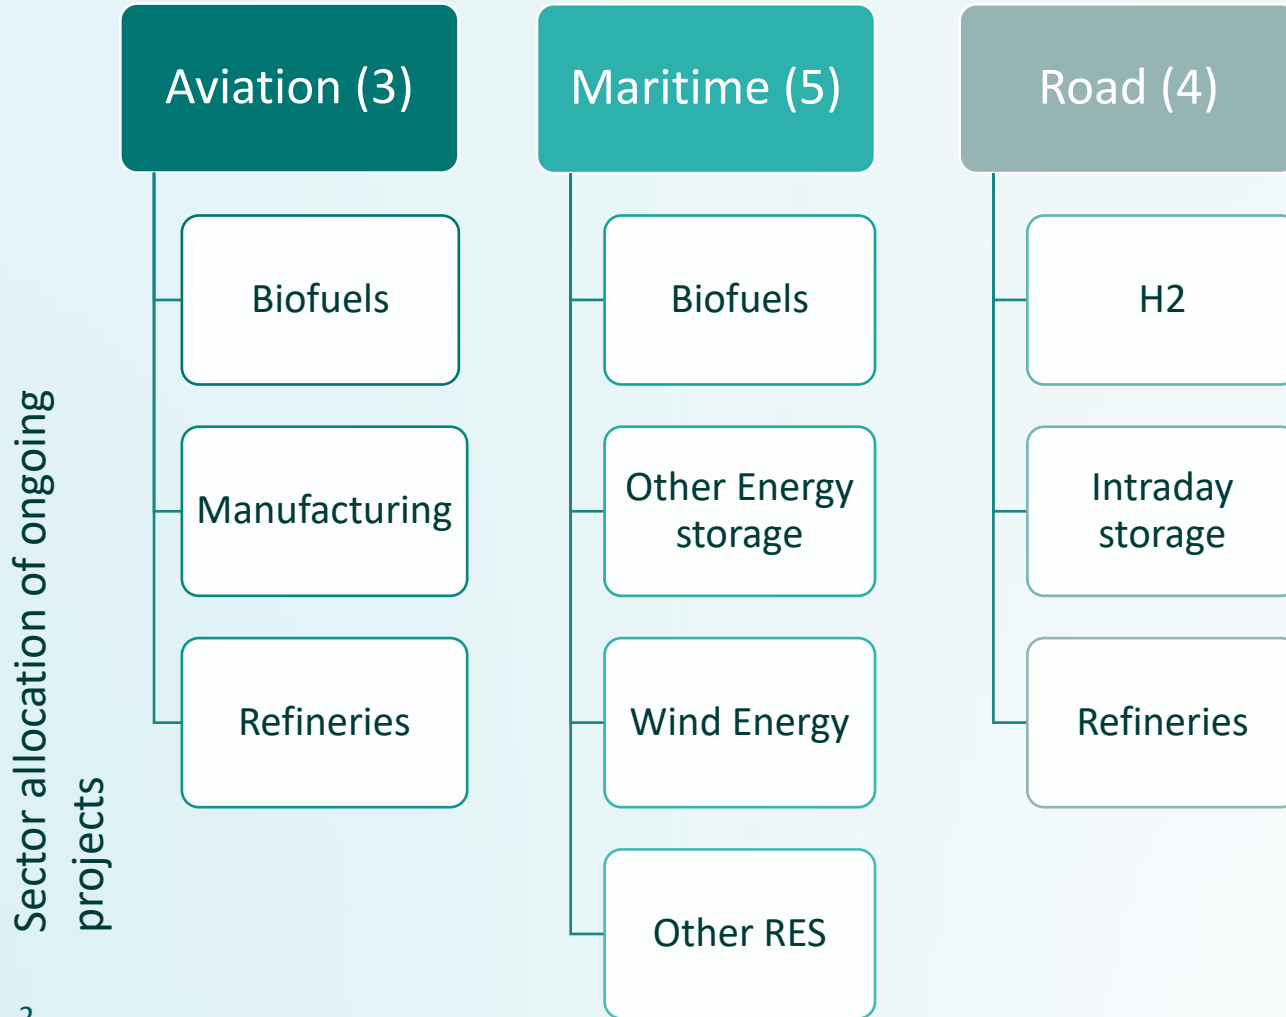 Sector allocation of ongoing
projects
Aviation (3)
Biofuels
Manufacturing
Refineries
Maritime (5)
Biofuels
Other Energy
storage
Wind Energy
Other RES
Road (4)
H2
Intraday
storage
Refineries
2